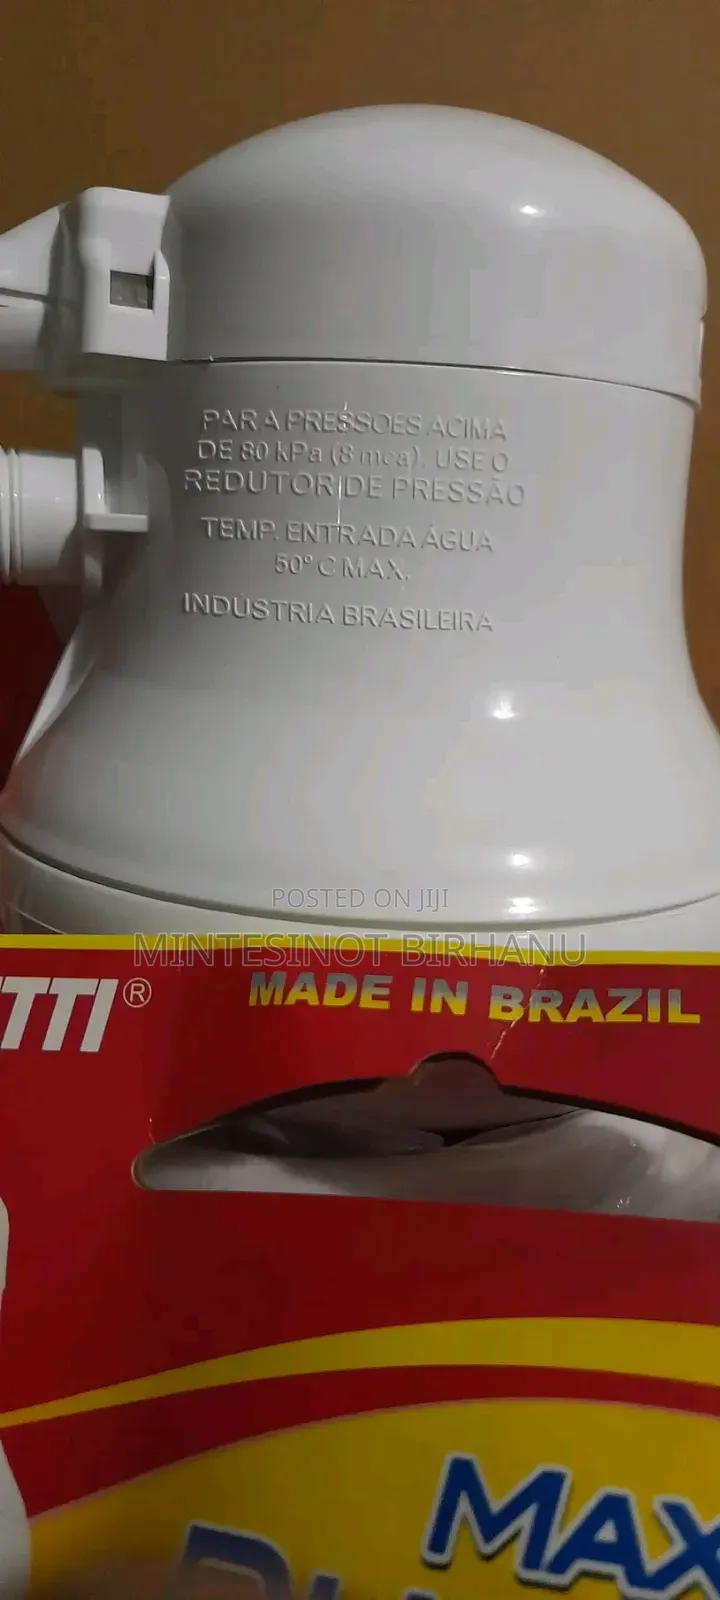 PARA PRESSOES ACIMA
DE 80 kPa (8 mca), USE O
REDUTOR DE PRESSÃO
TEMP. ENTRADA ÁGUA
50° C MAX.
INDÚSTRIA BRASILEIRA
POSTED ON JIJI
MINTESINOT BIRHANU
TTI®
MADE IN BRAZIL
MAX